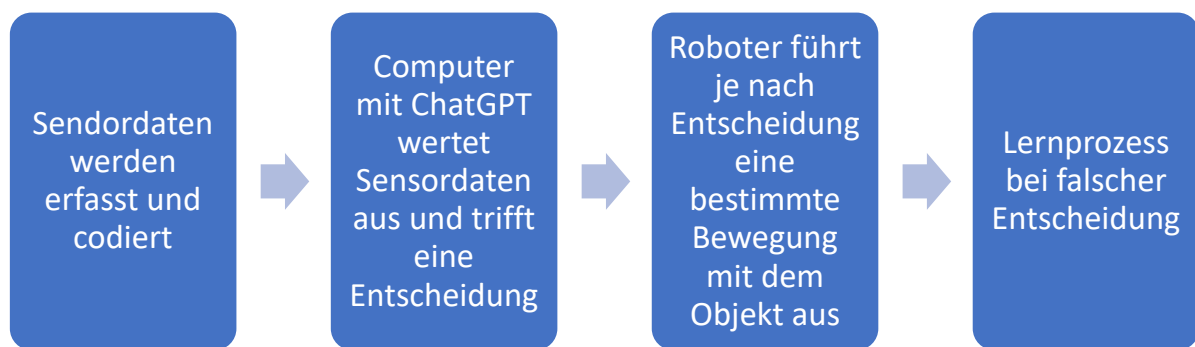 Sendordaten
werden
erfasst und
codiert
Computer
mit ChatGPT
wertet
Sensordaten
aus und trifft
eine
Entscheidung
Roboter führt
je nach
Entscheidung
eine
bestimmte
Bewegung
mit dem
Objekt aus
Lernprozess
bei falscher
Entscheidung